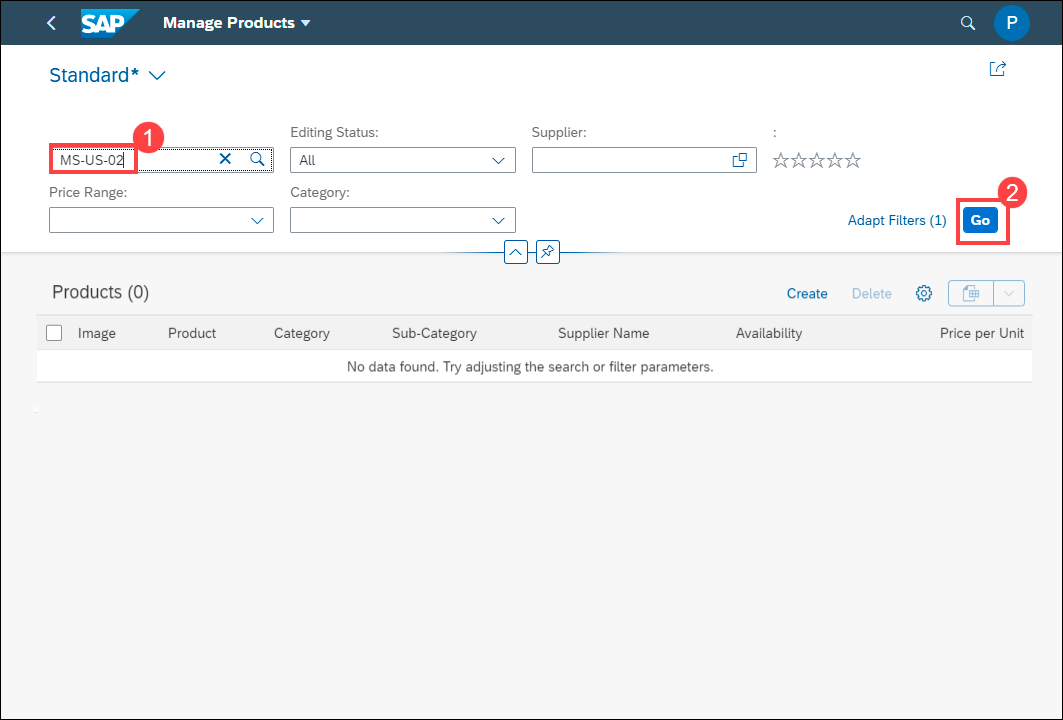 SAP Manage Products P
Standard*
1
Editing Status: Supplier: :
MS-US-02 All
Price Range: Category:
2
Adapt Filters (1) Go
Products (0) Create Delete
Image Product Category Sub-Category Supplier Name Availability Price per Unit
No data found. Try adjusting the search or filter parameters.